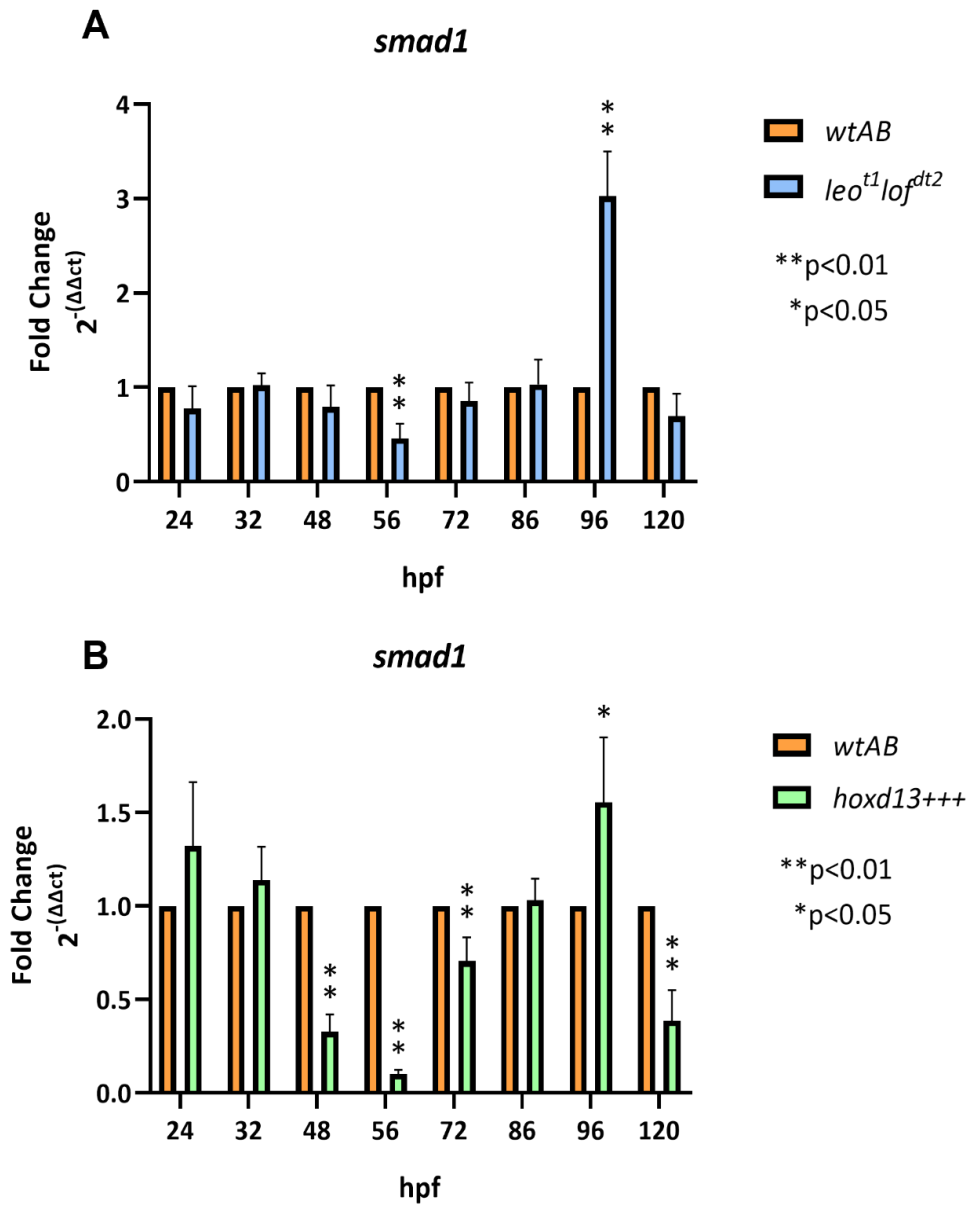 A
smad1
4
3
2
1
0
Fold Change
2-(ΔΔct)
**
**
24 32 48 56 72 86 96 120
hpf
wtAB
leot1lofdt2
**p<0.01
*p<0.05
B
smad1
2.0
1.5
1.0
0.5
0.0
Fold Change
2-(ΔΔct)
**
**
**
*
**
24 32 48 56 72 86 96 120
hpf
wtAB
hoxd13+++
**p<0.01
*p<0.05